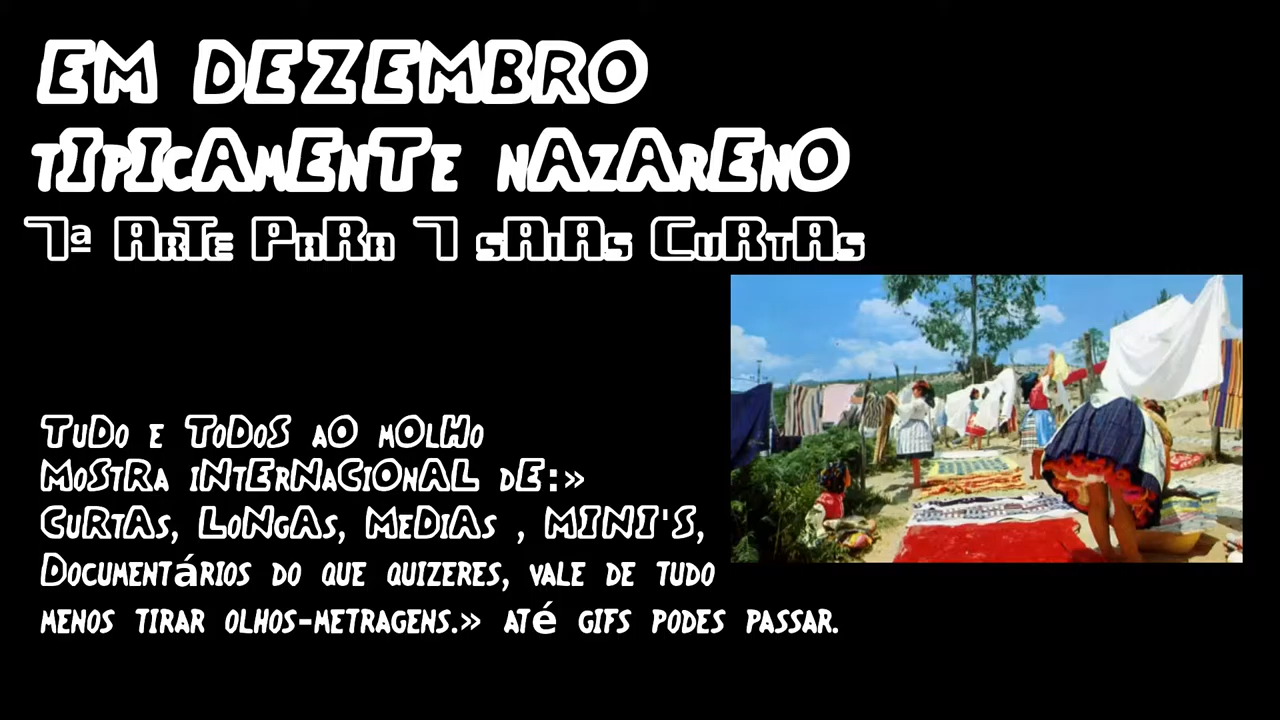 EM DEZEMBRO
TIPICAMENTE NAZARENO
7ª ARTE PARA 7 SAIAS CURTAS
TUDO E TODOS AO MOLHO
MOSTRA INTERNACIONAL DE:»
CURTAS, LONGAS, MEDIAS , MINI'S,
DOCUMENTÁRIOS DO QUE QUIZERES, VALE DE TUDO
MENOS TIRAR OLHOS-METRAGENS.» ATÉ GIFS PODES PASSAR.